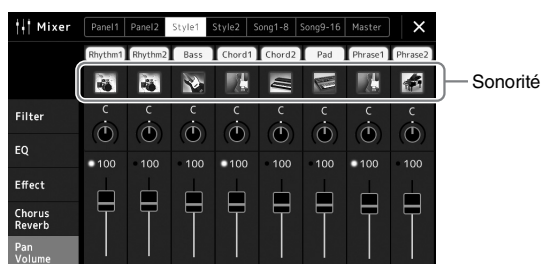 Mixer
Panel1 Panel2 Style1 Style2 Song1-8 Song9-16 Master
Rhythm1 Rhythm2 Bass Chord1 Chord2 Pad Phrase1 Phrase2
Sonorité
Filter
C C C C C C C C
EQ
100 100 100 100 100 100 100 100
Effect
Chorus
Reverb
Pan
Volume